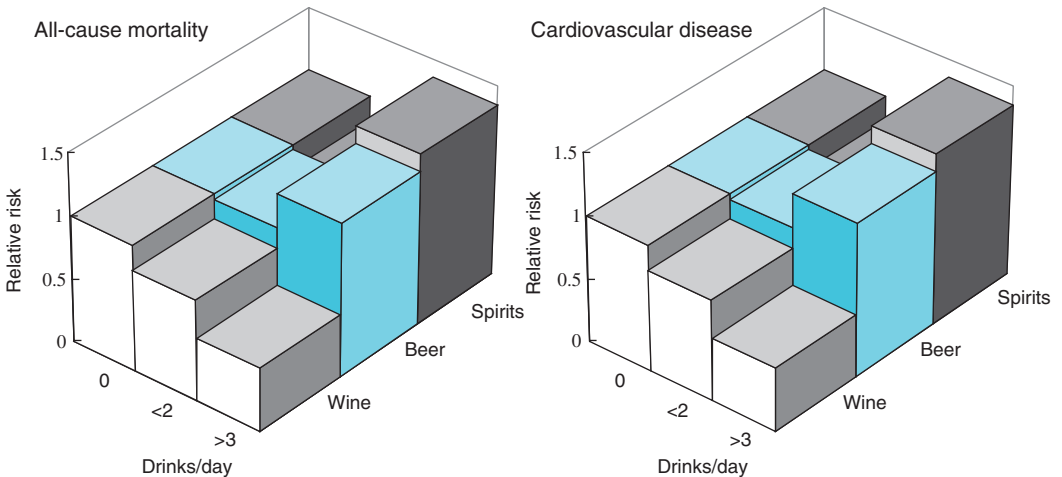 All-cause mortality
Relative risk
1.5
1
0.5
0
0
<2
>3
Drinks/day
Wine
Beer
Spirits
Cardiovascular disease
Relative risk
1.5
1
0.5
0
0
<2
>3
Drinks/day
Wine
Beer
Spirits